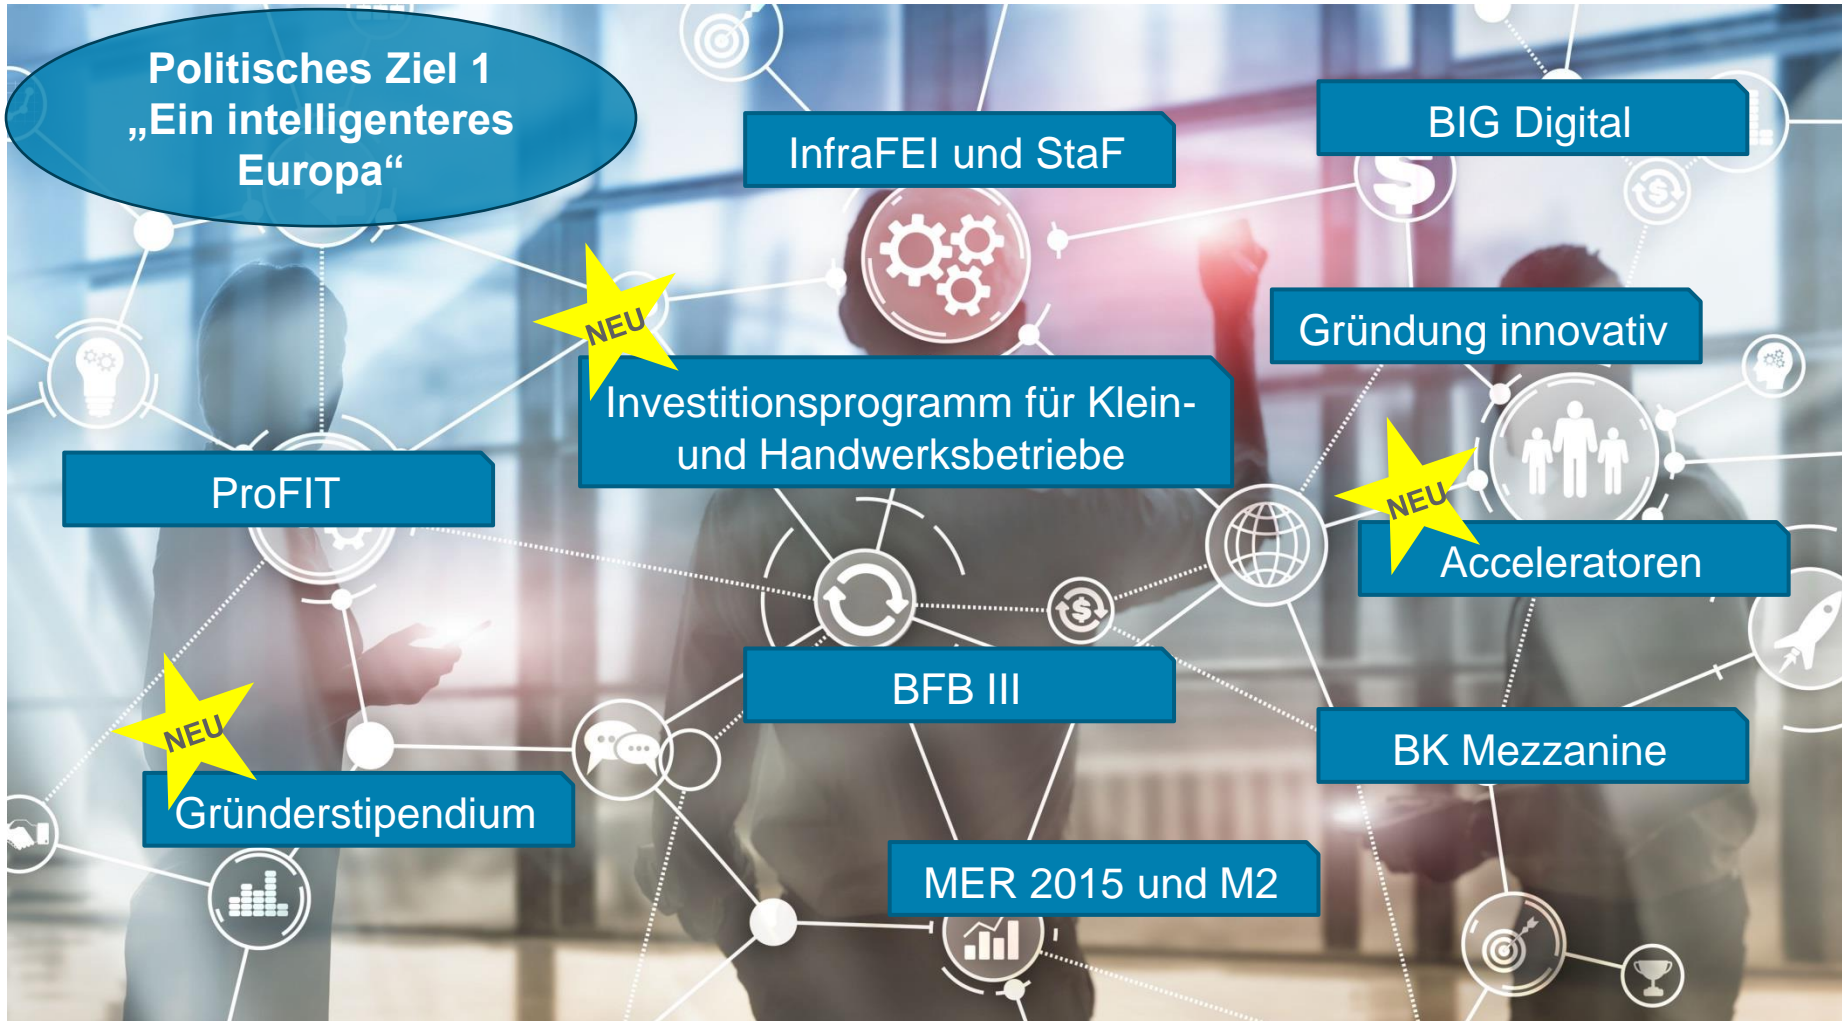 Politisches Ziel 1
„Ein intelligenteres
Europa“
InfraFEI und StaF
BIG Digital
NEU
Gründung innovativ
Investitionsprogramm für Klein-
und Handwerksbetriebe
ProFIT
NEU
Acceleratoren
BFB III
NEU
BK Mezzanine
Gründerstipendium
MER 2015 und M2